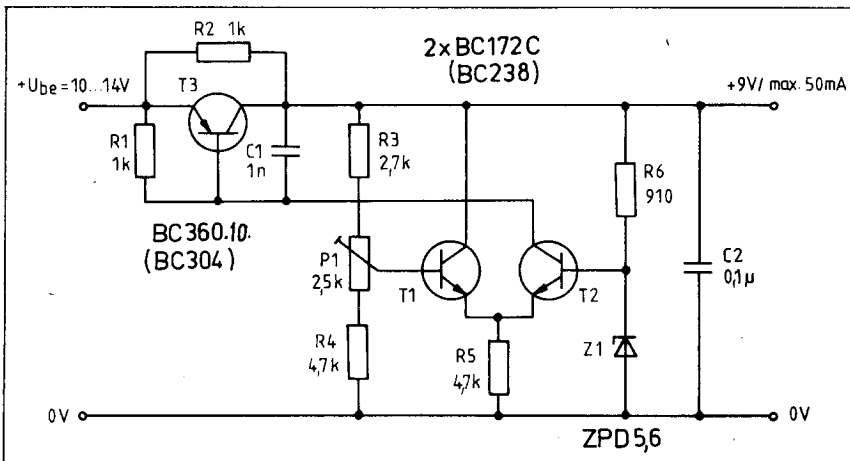 R2 1k
2xBC172C
(BC238)
+Ube=10...14V
T3
+9V/max.50mA
R1
1k
C1
1n
R3
2,7k
R6
910
BC360.10.
(BC304)
P1
2,5k
T1
T2
C2
0,1µ
R4
4,7k
R5
4,7k
Z1
0V
0V
ZPD5,6